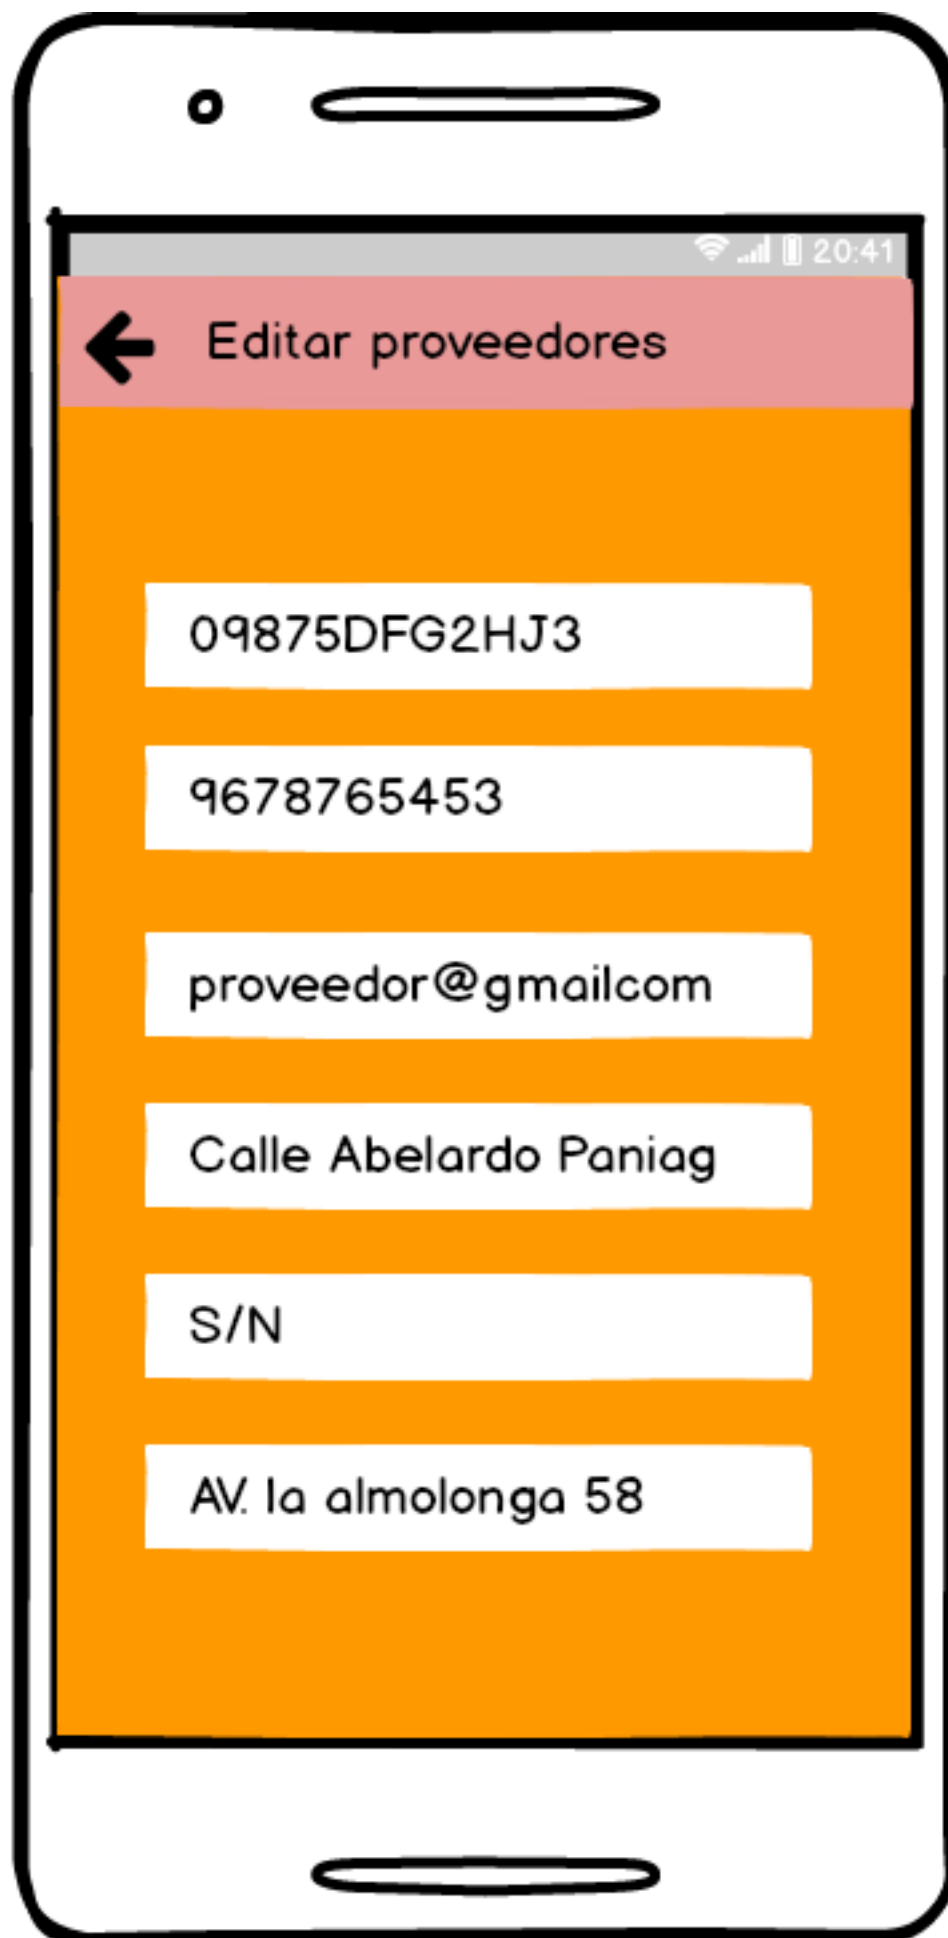 20:41
Editar proveedores
09875DFG2HJ3
9678765453
proveedor@gmailcom
Calle Abelardo Paniag
S/N
AV. la almolonga 58